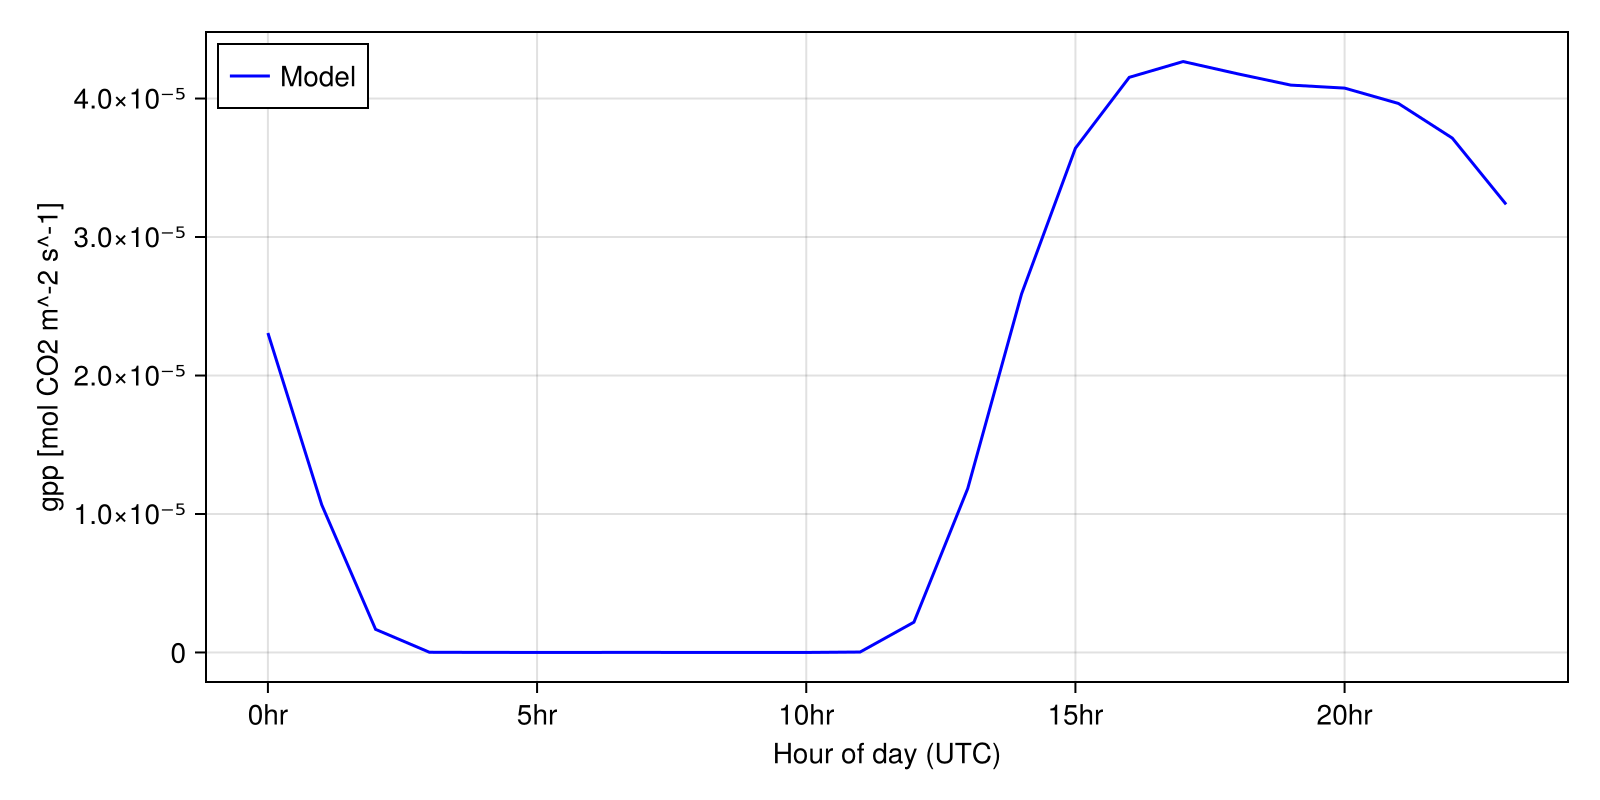 Model
4.0×10⁻⁵
3.0×10⁻⁵
2.0×10⁻⁵
1.0×10⁻⁵
0
gpp [mol CO2 m^-2 s^-1]
0hr 5hr 10hr 15hr 20hr
Hour of day (UTC)